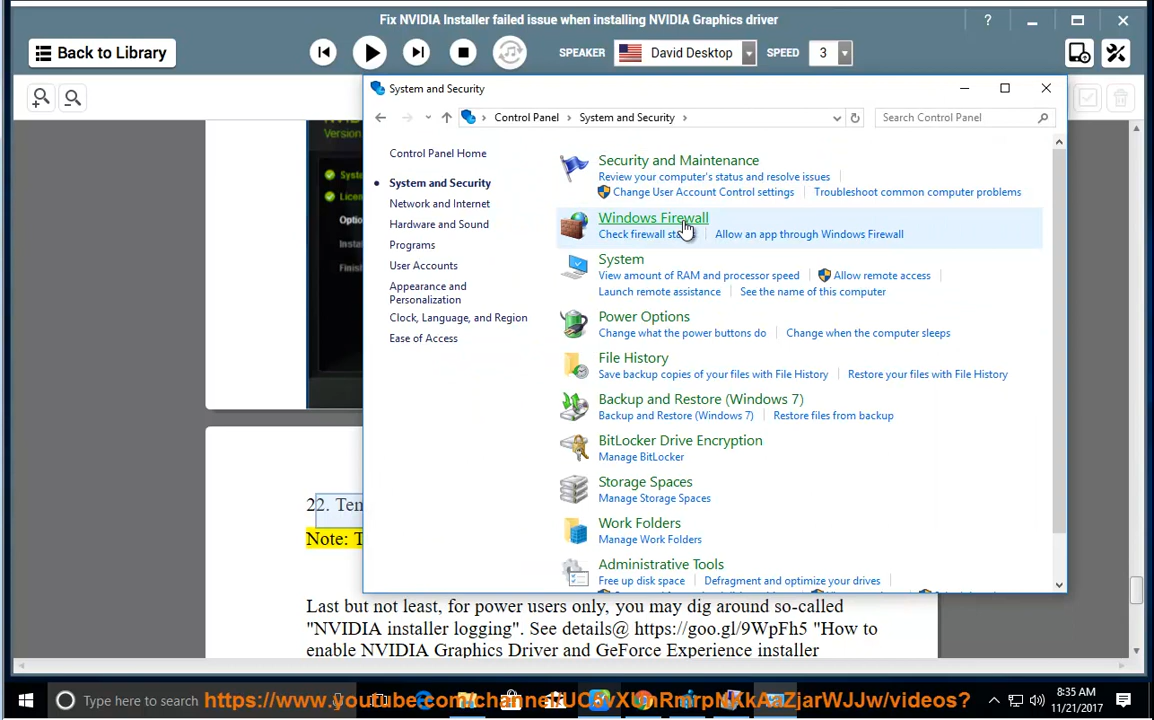 Fix NVIDIA Installer failed issue when installing NVIDIA Graphics driver
?
Back to Library
SPEAKER
David Desktop
SPEED
3
System and Security
Control Panel
System and Security
Search Control Panel
Version
Syst
Licen
Optio
Instal
Finis
Control Panel Home
System and Security
Network and Internet
Hardware and Sound
Programs
User Accounts
Appearance and
Personalization
Clock, Language, and Region
Ease of Access
Security and Maintenance
Review your computer's status and resolve issues
Change User Account Control settings
Troubleshoot common computer problems
Windows Firewall
Check firewall
Allow an app through Windows Firewall
System
View amount of RAM and processor speed
Allow remote access
Launch remote assistance
See the name of this computer
Power Options
Change what the power buttons do
Change when the computer sleeps
File History
Save backup copies of your files with File History
Restore your files with File History
Backup and Restore (Windows 7)
Backup and Restore (Windows 7)
Restore files from backup
BitLocker Drive Encryption
Manage BitLocker
Storage Spaces
Manage Storage Spaces
Work Folders
Manage Work Folders
Administrative Tools
Free up disk space
Defragment and optimize your drives
22. Tem
Note: T
Last but not least, for power users only, you may dig around so-called
"NVIDIA installer logging". See details@ https://goo.gl/9WpFh5 "How to
enable NVIDIA Graphics Driver and GeForce Experience installer
Type here to search
8:35 AM
11/21/2017